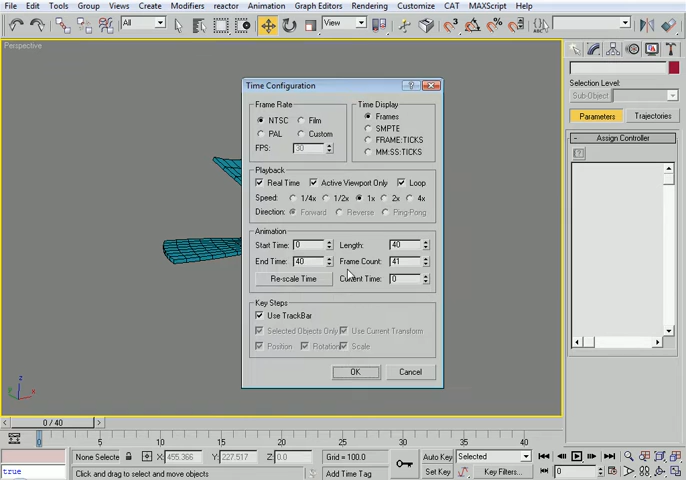 File Edit Tools Group Views Create Modifiers reactor Animation Graph Editors Rendering Customize CAT MAXScript Help
All View
Perspective
Time Configuration
Frame Rate
NTSC Film
PAL Custom
FPS: 30
Time Display
Frames
SMPTE
FRAME:TICKS
MM:SS:TICKS
Playback
Real Time Active Viewport Only Loop
Speed: 1/4x 1/2x 1x 2x 4x
Direction: Forward Reverse Ping-Pong
Animation
Start Time: 0 Length: 40
End Time: 40 Frame Count: 41
Re-scale Time Current Time: 0
Key Steps
Use TrackBar
Selected Objects Only Use Current Transform
Position Rotation Scale
OK Cancel
Selection Level:
Sub-Object
Parameters Trajectories
- Assign Controller
y x
< 0 / 40 >
0 5 10 15 20 25 30 35 40
None Selecte X: 455.366 Y: 227.517 Z: 0.0 Grid = 100.0 Auto Key Selected
true Click and drag to select and move objects Add Time Tag Set Key Key Filters... 0